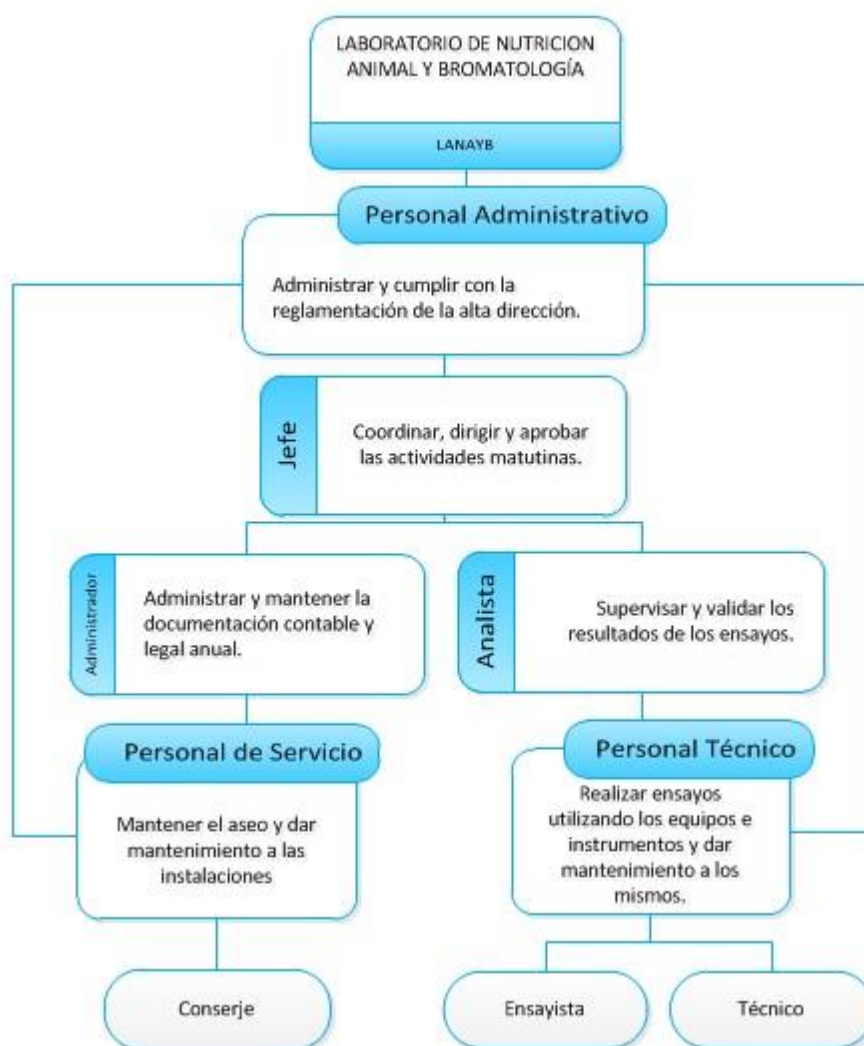 LABORATORIO DE NUTRICION
ANIMAL Y BROMATOLOGÍA
LANAYB
Personal Administrativo
Administrar y cumplir con la
reglamentación de la alta dirección.
Jefe
Coordinar, dirigir y aprobar
las actividades matutinas.
Administrador
Administrar y mantener la
documentación contable y
legal anual.
Analista
Supervisar y validar los
resultados de los ensayos.
Personal de Servicio
Mantener el aseo y dar
mantenimiento a las
instalaciones
Personal Técnico
Realizar ensayos
utilizando los equipos e
instrumentos y dar
mantenimiento a los
mismos.
Conserje
Ensayista
Técnico